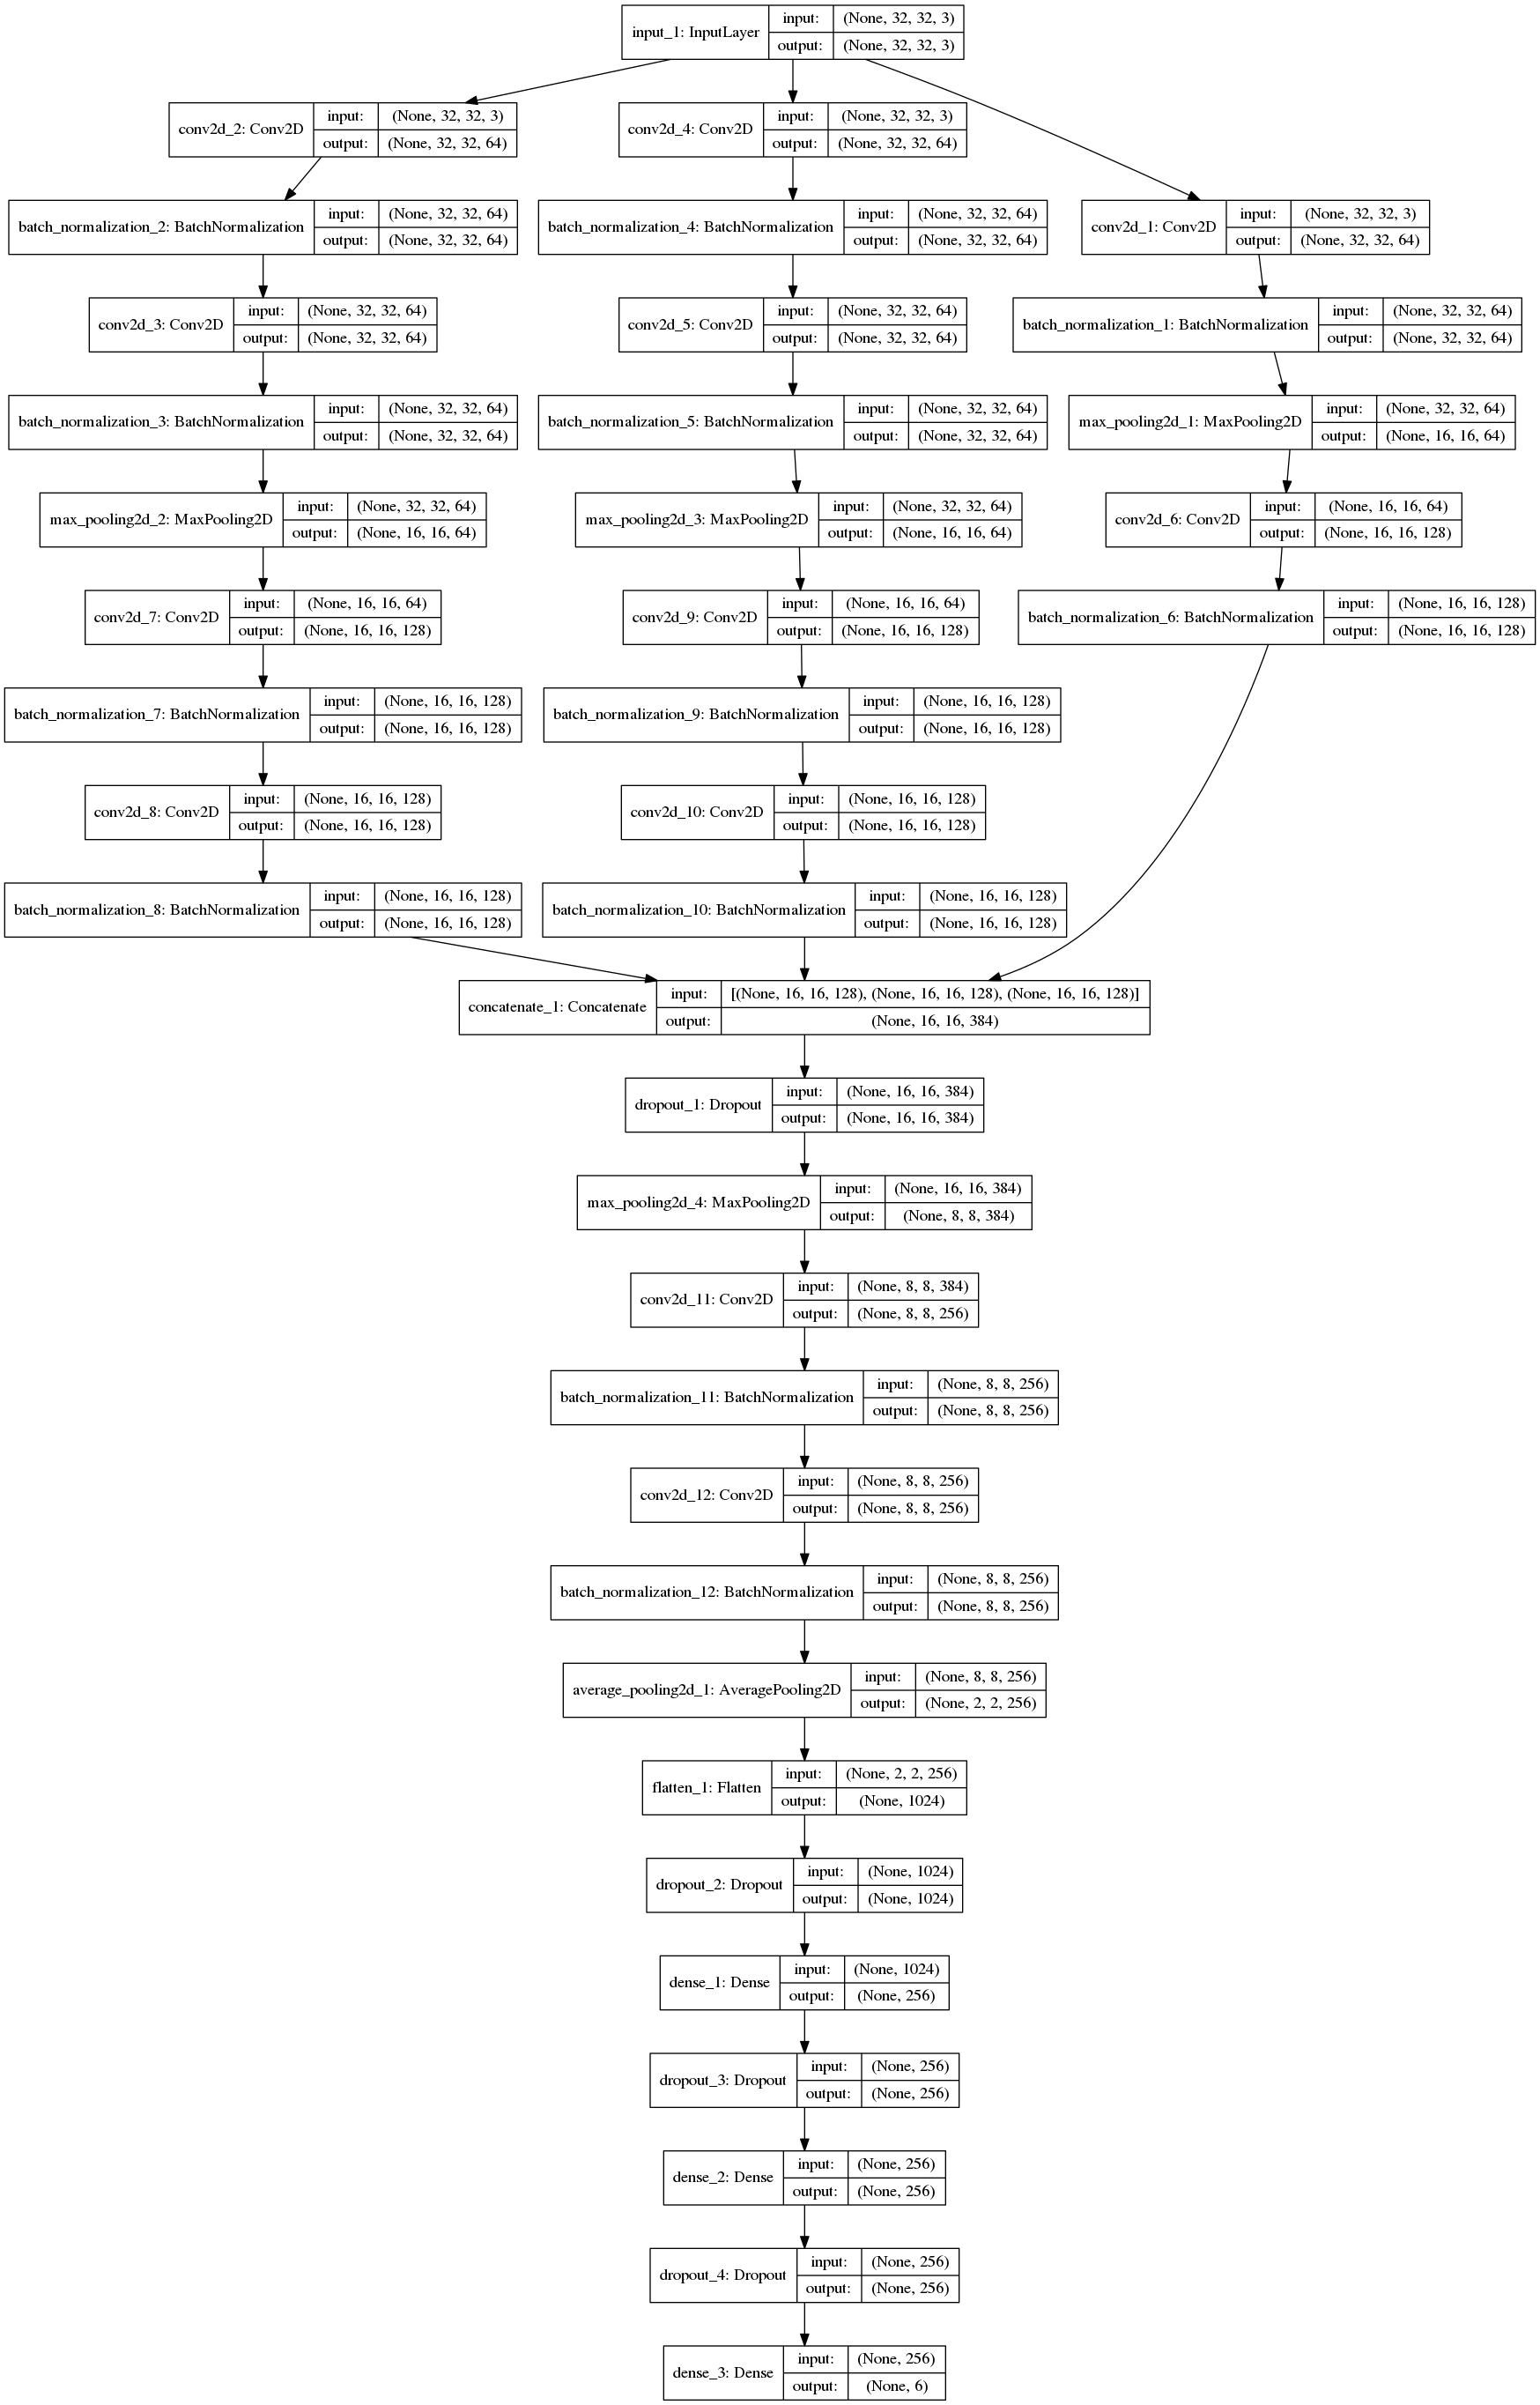 input_1: InputLayer
input: (None, 32, 32, 3)
output: (None, 32, 32, 3)
conv2d_2: Conv2D
input: (None, 32, 32, 3)
output: (None, 32, 32, 64)
conv2d_4: Conv2D
input: (None, 32, 32, 3)
output: (None, 32, 32, 64)
batch_normalization_2: BatchNormalization
input: (None, 32, 32, 64)
output: (None, 32, 32, 64)
batch_normalization_4: BatchNormalization
input: (None, 32, 32, 64)
output: (None, 32, 32, 64)
conv2d_1: Conv2D
input: (None, 32, 32, 3)
output: (None, 32, 32, 64)
conv2d_3: Conv2D
input: (None, 32, 32, 64)
output: (None, 32, 32, 64)
conv2d_5: Conv2D
input: (None, 32, 32, 64)
output: (None, 32, 32, 64)
batch_normalization_1: BatchNormalization
input: (None, 32, 32, 64)
output: (None, 32, 32, 64)
batch_normalization_3: BatchNormalization
input: (None, 32, 32, 64)
output: (None, 32, 32, 64)
batch_normalization_5: BatchNormalization
input: (None, 32, 32, 64)
output: (None, 32, 32, 64)
max_pooling2d_1: MaxPooling2D
input: (None, 32, 32, 64)
output: (None, 16, 16, 64)
max_pooling2d_2: MaxPooling2D
input: (None, 32, 32, 64)
output: (None, 16, 16, 64)
max_pooling2d_3: MaxPooling2D
input: (None, 32, 32, 64)
output: (None, 16, 16, 64)
conv2d_6: Conv2D
input: (None, 16, 16, 64)
output: (None, 16, 16, 128)
conv2d_7: Conv2D
input: (None, 16, 16, 64)
output: (None, 16, 16, 128)
conv2d_9: Conv2D
input: (None, 16, 16, 64)
output: (None, 16, 16, 128)
batch_normalization_6: BatchNormalization
input: (None, 16, 16, 128)
output: (None, 16, 16, 128)
batch_normalization_7: BatchNormalization
input: (None, 16, 16, 128)
output: (None, 16, 16, 128)
batch_normalization_9: BatchNormalization
input: (None, 16, 16, 128)
output: (None, 16, 16, 128)
conv2d_8: Conv2D
input: (None, 16, 16, 128)
output: (None, 16, 16, 128)
conv2d_10: Conv2D
input: (None, 16, 16, 128)
output: (None, 16, 16, 128)
batch_normalization_8: BatchNormalization
input: (None, 16, 16, 128)
output: (None, 16, 16, 128)
batch_normalization_10: BatchNormalization
input: (None, 16, 16, 128)
output: (None, 16, 16, 128)
concatenate_1: Concatenate
input: [(None, 16, 16, 128), (None, 16, 16, 128), (None, 16, 16, 128)]
output: (None, 16, 16, 384)
dropout_1: Dropout
input: (None, 16, 16, 384)
output: (None, 16, 16, 384)
max_pooling2d_4: MaxPooling2D
input: (None, 16, 16, 384)
output: (None, 8, 8, 384)
conv2d_11: Conv2D
input: (None, 8, 8, 384)
output: (None, 8, 8, 256)
batch_normalization_11: BatchNormalization
input: (None, 8, 8, 256)
output: (None, 8, 8, 256)
conv2d_12: Conv2D
input: (None, 8, 8, 256)
output: (None, 8, 8, 256)
batch_normalization_12: BatchNormalization
input: (None, 8, 8, 256)
output: (None, 8, 8, 256)
average_pooling2d_1: AveragePooling2D
input: (None, 8, 8, 256)
output: (None, 2, 2, 256)
flatten_1: Flatten
input: (None, 2, 2, 256)
output: (None, 1024)
dropout_2: Dropout
input: (None, 1024)
output: (None, 1024)
dense_1: Dense
input: (None, 1024)
output: (None, 256)
dropout_3: Dropout
input: (None, 256)
output: (None, 256)
dense_2: Dense
input: (None, 256)
output: (None, 256)
dropout_4: Dropout
input: (None, 256)
output: (None, 256)
dense_3: Dense
input: (None, 256)
output: (None, 6)